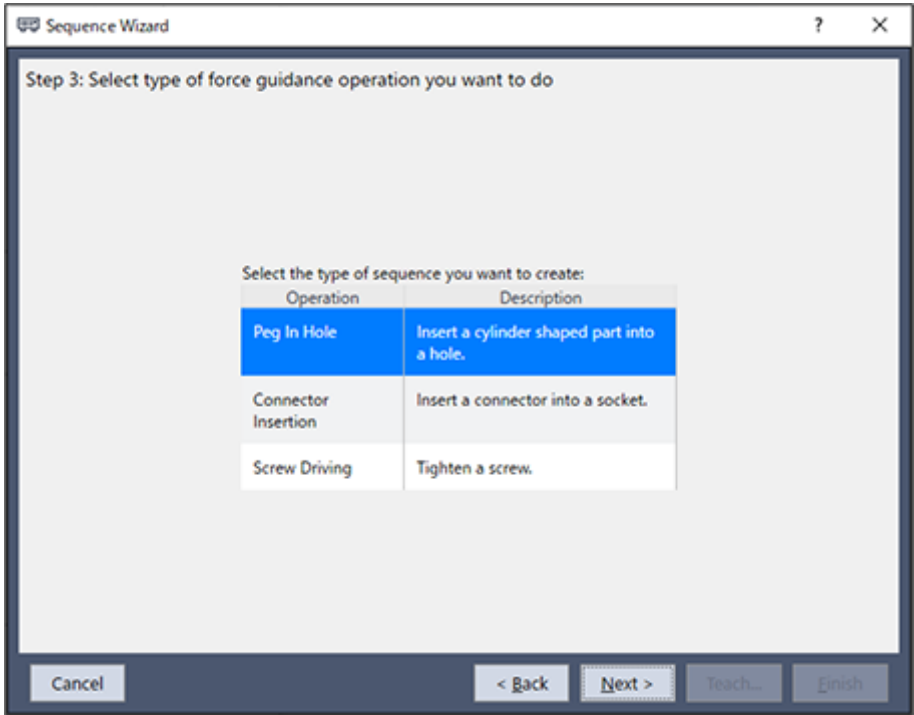 Sequence Wizard
?
Step 3: Select type of force guidance operation you want to do
Select the type of sequence you want to create:
Operation Description
Peg In Hole Insert a cylinder shaped part into
a hole.
Connector Insert a connector into a socket.
Insertion
Screw Driving Tighten a screw.
Cancel < Back Next > Teach... Finish